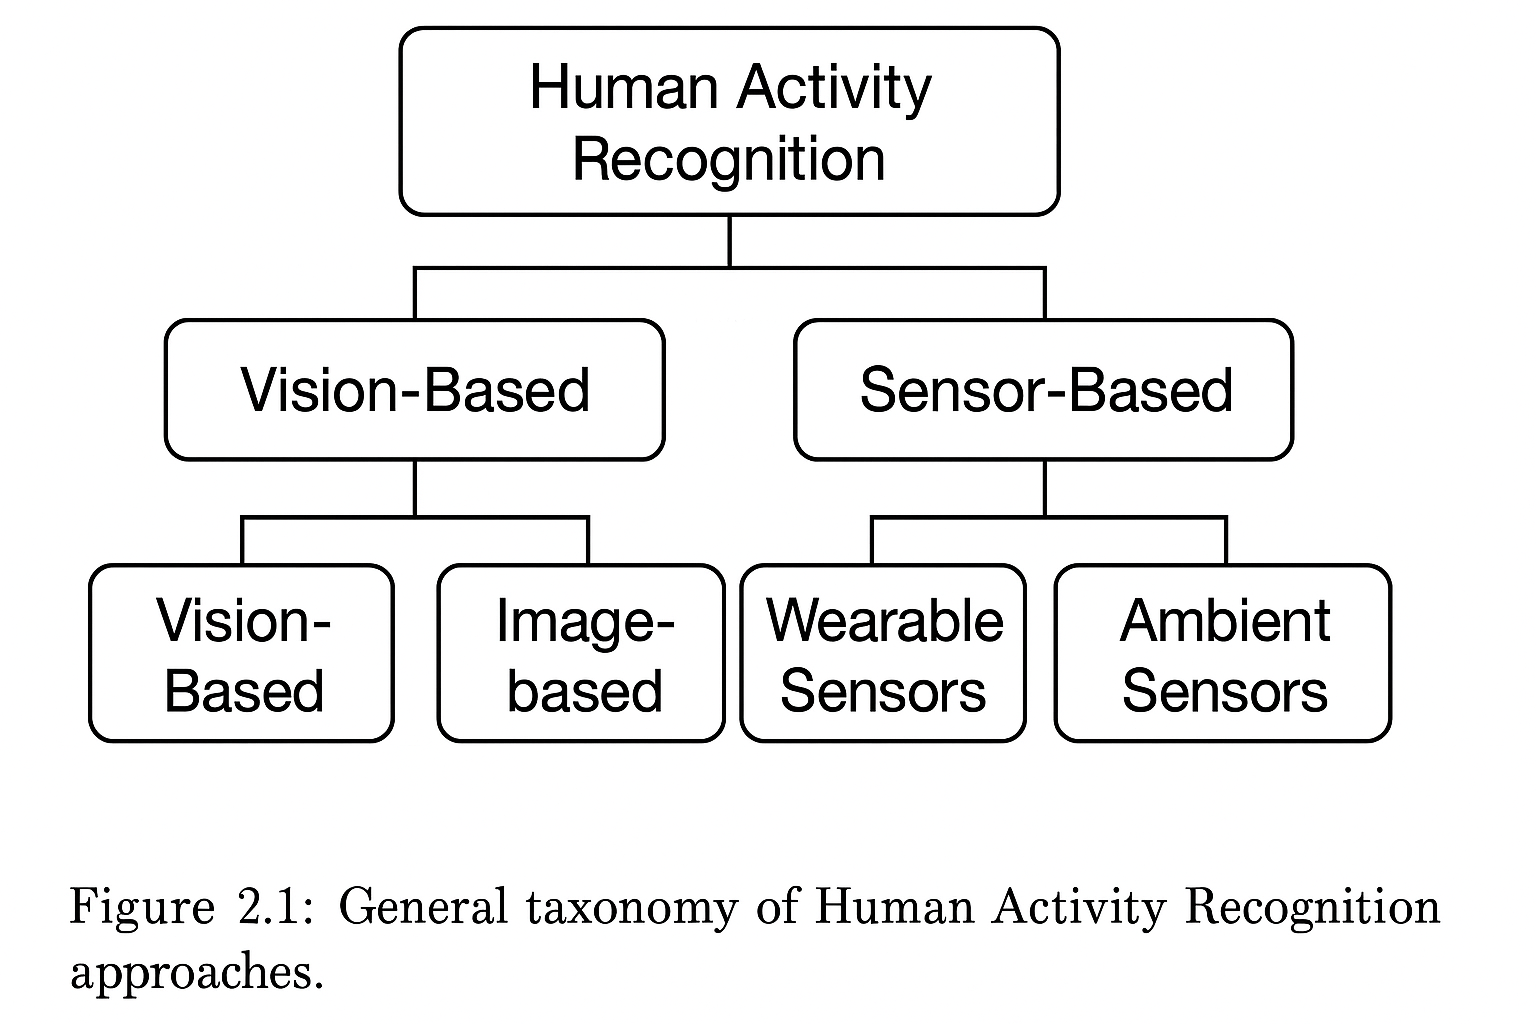 Human Activity
Recognition
Vision-Based
Sensor-Based
Vision-
Based
Image-
based
Wearable
Sensors
Ambient
Sensors
Figure 2.1: General taxonomy of Human Activity Recognition
approaches.